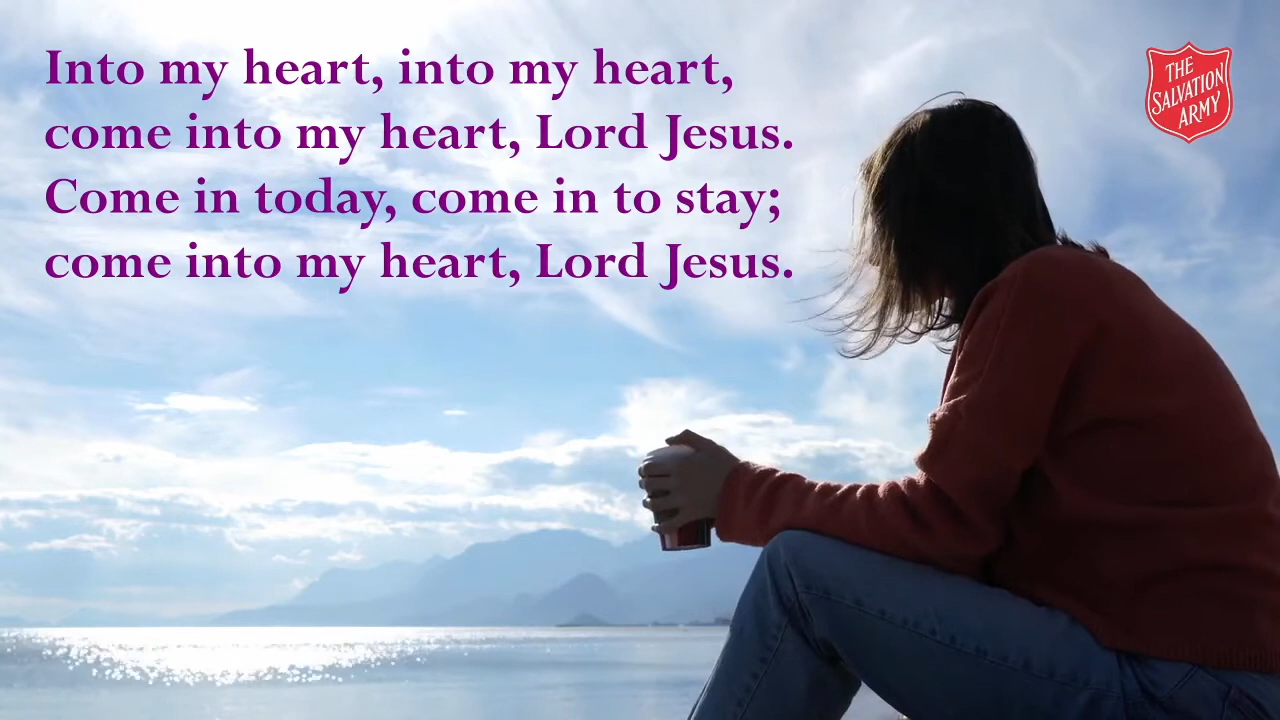 Into my heart, into my heart,
come into my heart, Lord Jesus.
Come in today, come in to stay;
come into my heart, Lord Jesus.
THE
SALVATION
ARMY